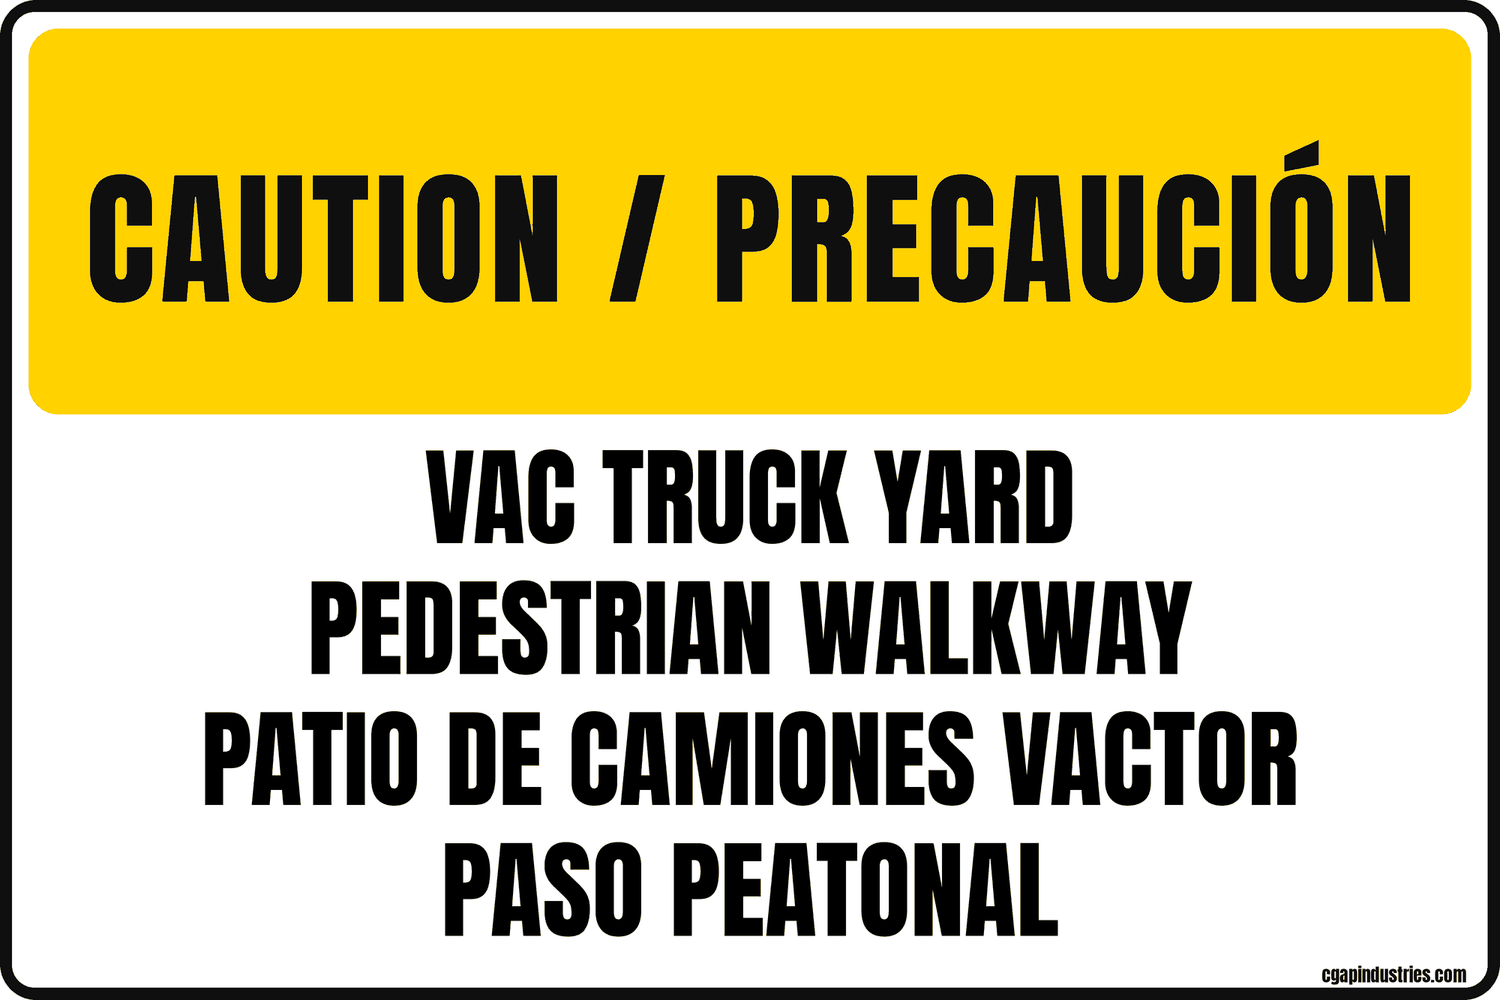 CAUTION / PRECAUCIÓN
VAC TRUCK YARD
PEDESTRIAN WALKWAY
PATIO DE CAMIONES VACTOR
PASO PEATONAL
cgapindustries.com